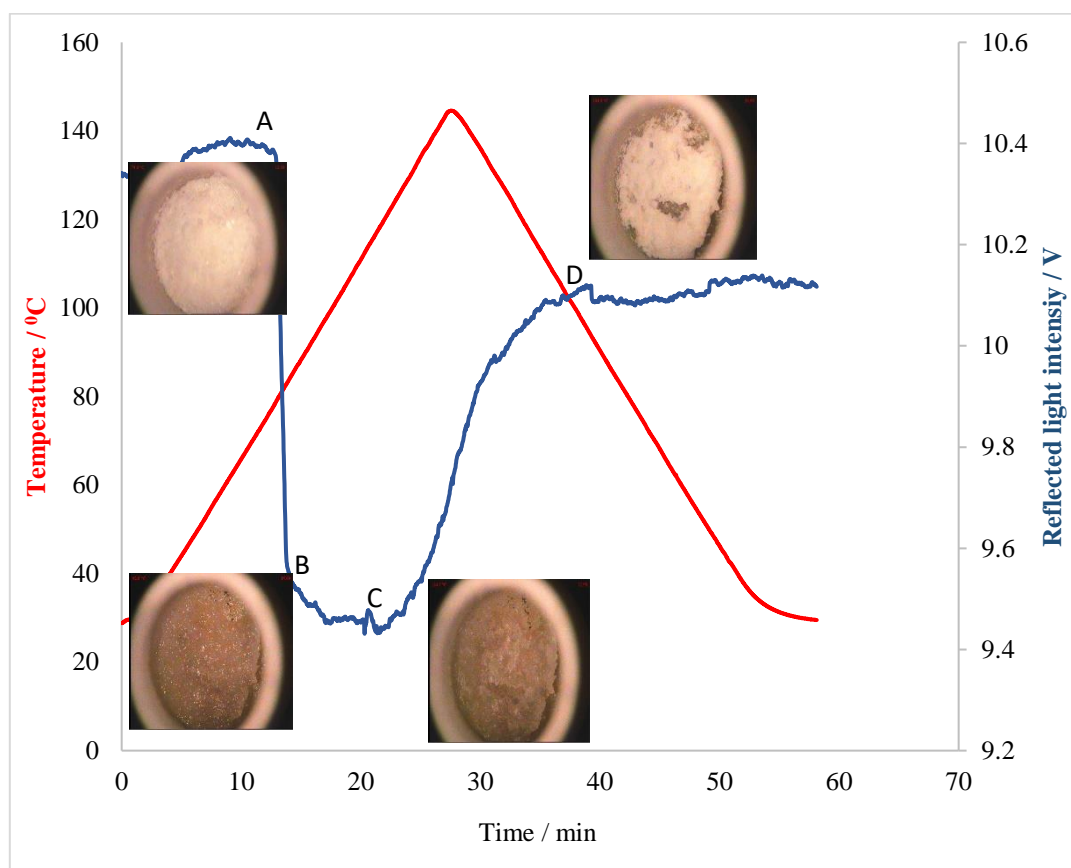 160
140
120
100
80
60
40
20
0
Temperature / ⁰C
10.6
10.4
10.2
10
9.8
9.6
9.4
9.2
Reflected light intensiy / V
A
B
C
D
0 10 20 30 40 50 60 70
Time / min